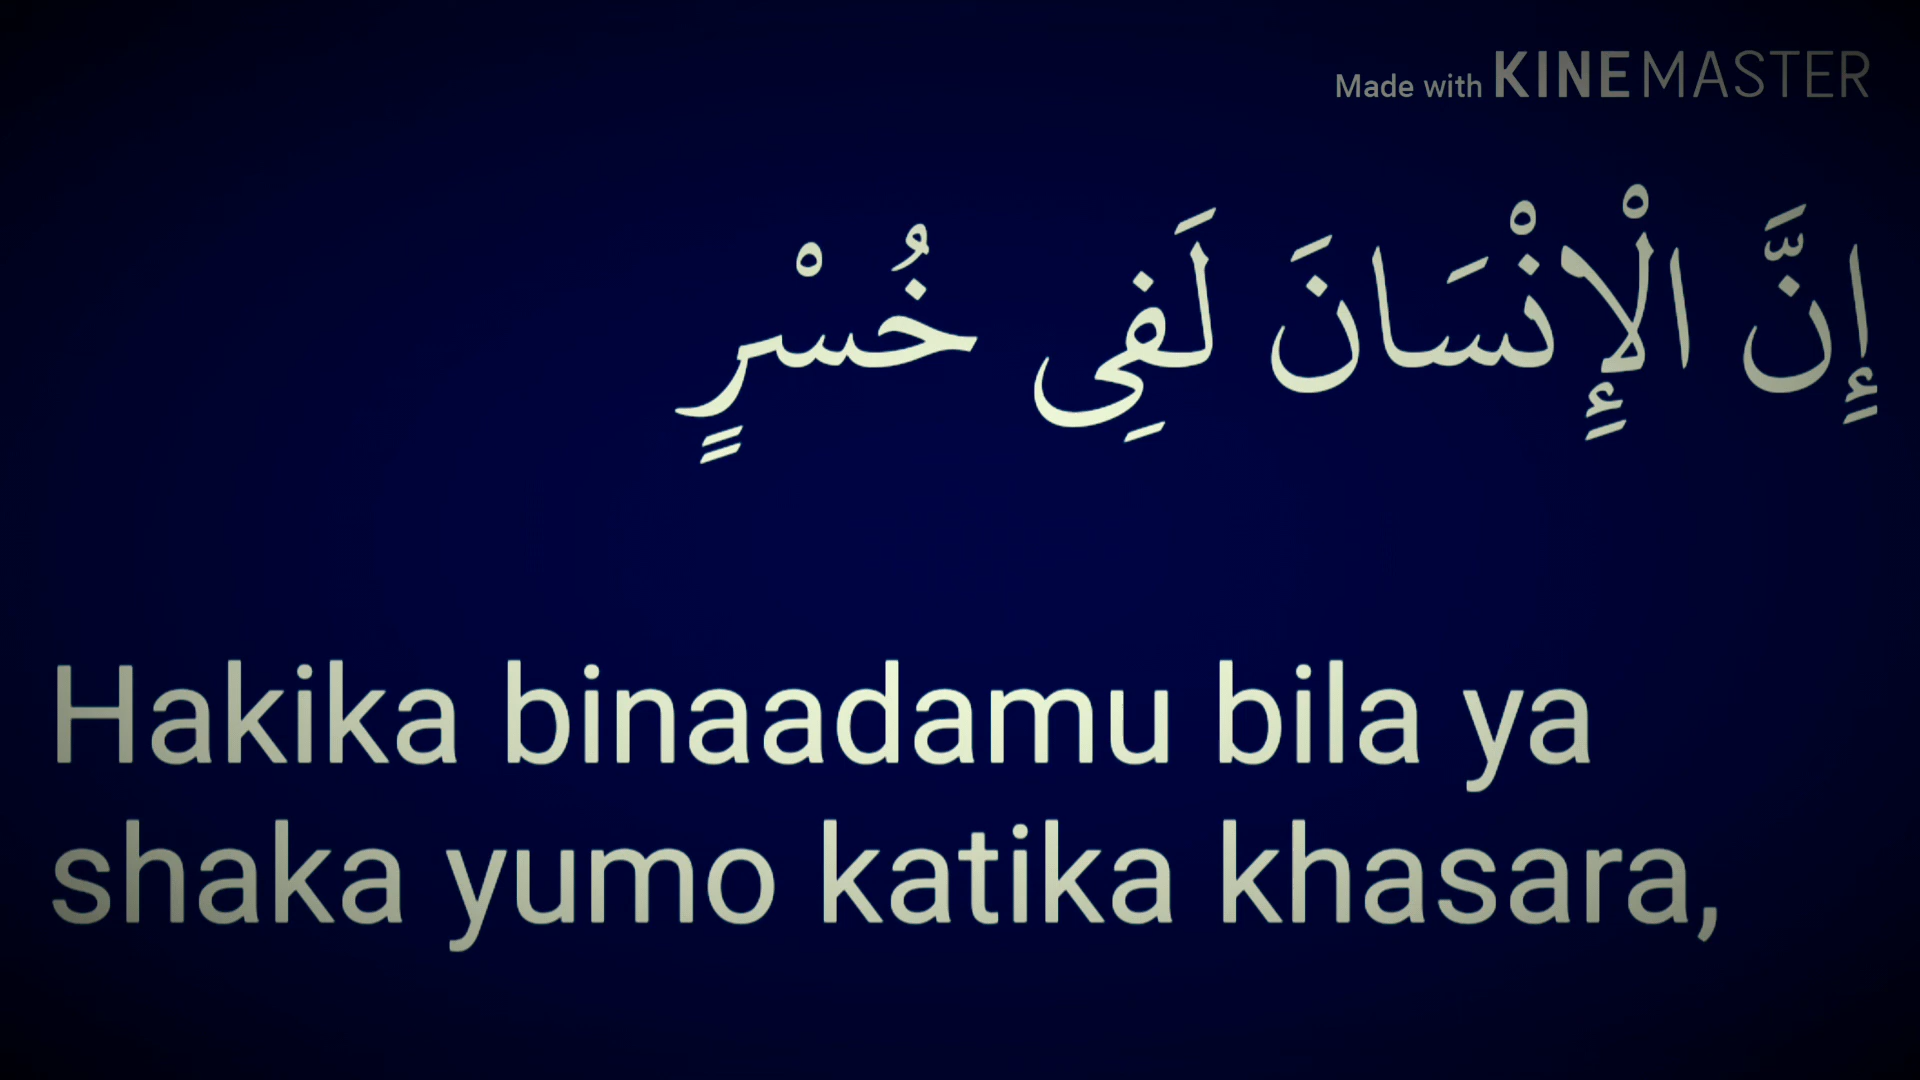 Made with KINEMASTER
إِنَّ الْإِنْسَانَ لَفِى خُسْرٍ
Hakika binaadamu bila ya
shaka yumo katika khasara,